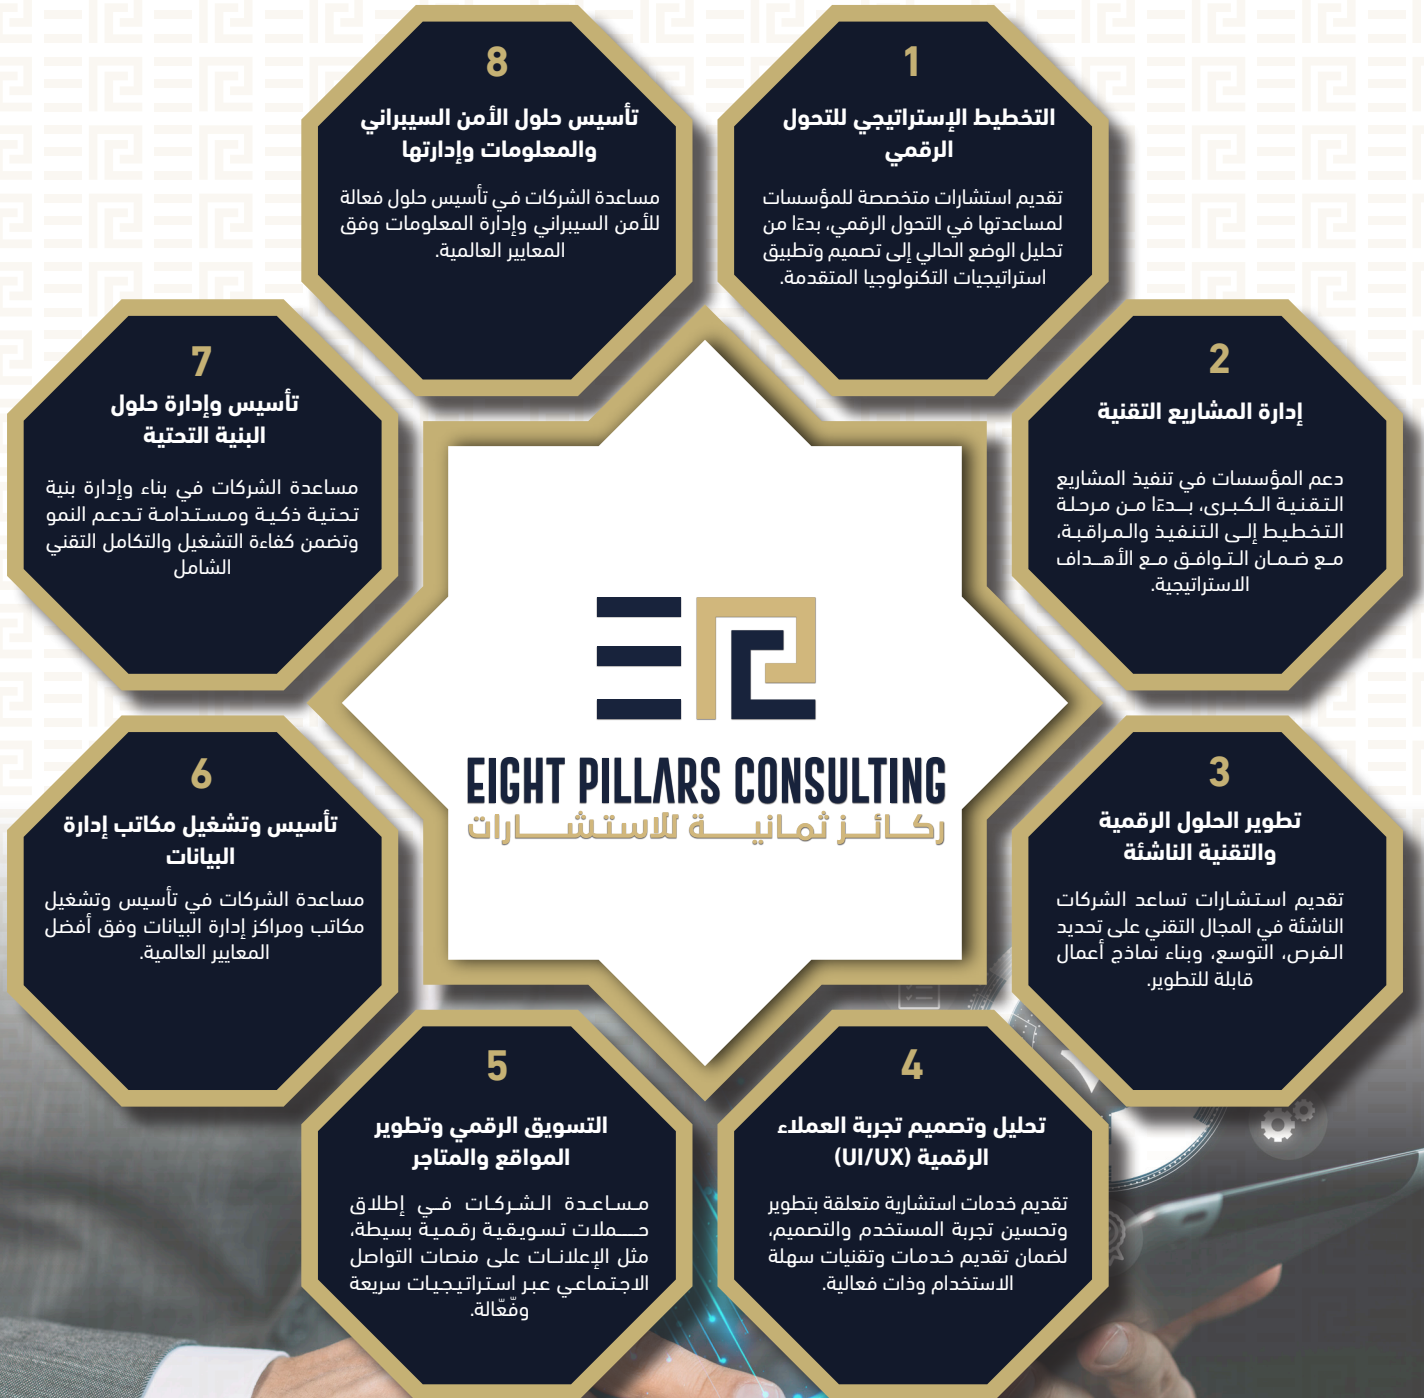 1
التخطيط الإستراتيجي للتحول
الرقمي
تقديم استشارات متخصصة للمؤسسات
لمساعدتها في التحول الرقمي، بدءًا من
تحليل الوضع الحالي إلى تصميم وتطبيق
استراتيجيات التكنولوجيا المتقدمة.
2
إدارة المشاريع التقنية
دعم المؤسسات في تنفيذ المشاريع
التقنية الكبرى، بدءًا من مرحلة
التخطيط إلى التنفيذ والمراقبة،
مع ضمان التوافق مع الأهداف
الاستراتيجية.
3
تطوير الحلول الرقمية
والتقنية الناشئة
تقديم استشارات تساعد الشركات
الناشئة في المجال التقني على تحديد
الفرص، التوسع، وبناء نماذج أعمال
قابلة للتطوير.
4
تحليل وتصميم تجربة العملاء
الرقمية (UI/UX)
تقديم خدمات استشارية متعلقة بتطوير
وتحسين تجربة المستخدم والتصميم،
لضمان تقديم خدمات وتقنيات سهلة
الاستخدام وذات فعالية.
5
التسويق الرقمي وتطوير
المواقع والمتاجر
مساعدة الشركات في إطلاق
حملات تسويقية رقمية بسيطة،
مثل الإعلانات على منصات التواصل
الاجتماعي عبر استراتيجيات سريعة
وفّعّالة.
6
تأسيس وتشغيل مكاتب إدارة
البيانات
مساعدة الشركات في تأسيس وتشغيل
مكاتب ومراكز إدارة البيانات وفق أفضل
المعايير العالمية.
7
تأسيس وإدارة حلول
البنية التحتية
مساعدة الشركات في بناء وإدارة بنية
تحتية ذكية ومستدامة تدعم النمو
وتضمن كفاءة التشغيل والتكامل التقني
الشامل
8
تأسيس حلول الأمن السيبراني
والمعلومات وإدارتها
مساعدة الشركات في تأسيس حلول فعالة
للأمن السيبراني وإدارة المعلومات وفق
المعايير العالمية.
EIGHT PILLARS CONSULTING
ركائز ثمانية للاستشارات